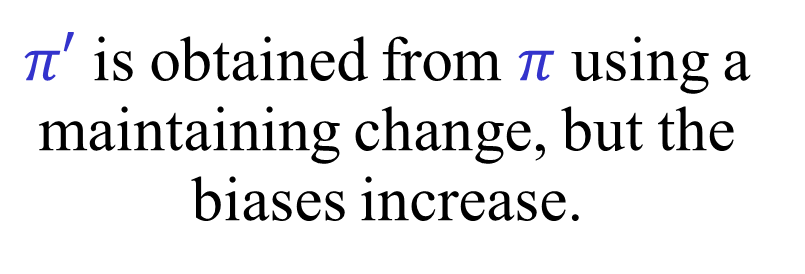 π′ is obtained from π using a
maintaining change, but the
biases increase.